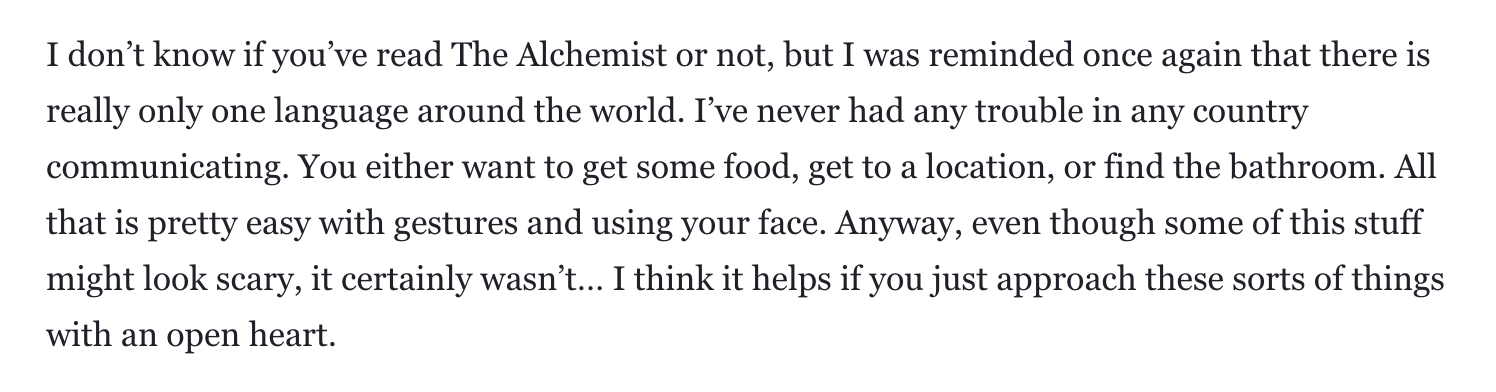 I don’t know if you’ve read The Alchemist or not, but I was reminded once again that there is
really only one language around the world. I’ve never had any trouble in any country
communicating. You either want to get some food, get to a location, or find the bathroom. All
that is pretty easy with gestures and using your face. Anyway, even though some of this stuff
might look scary, it certainly wasn’t... I think it helps if you just approach these sorts of things
with an open heart.